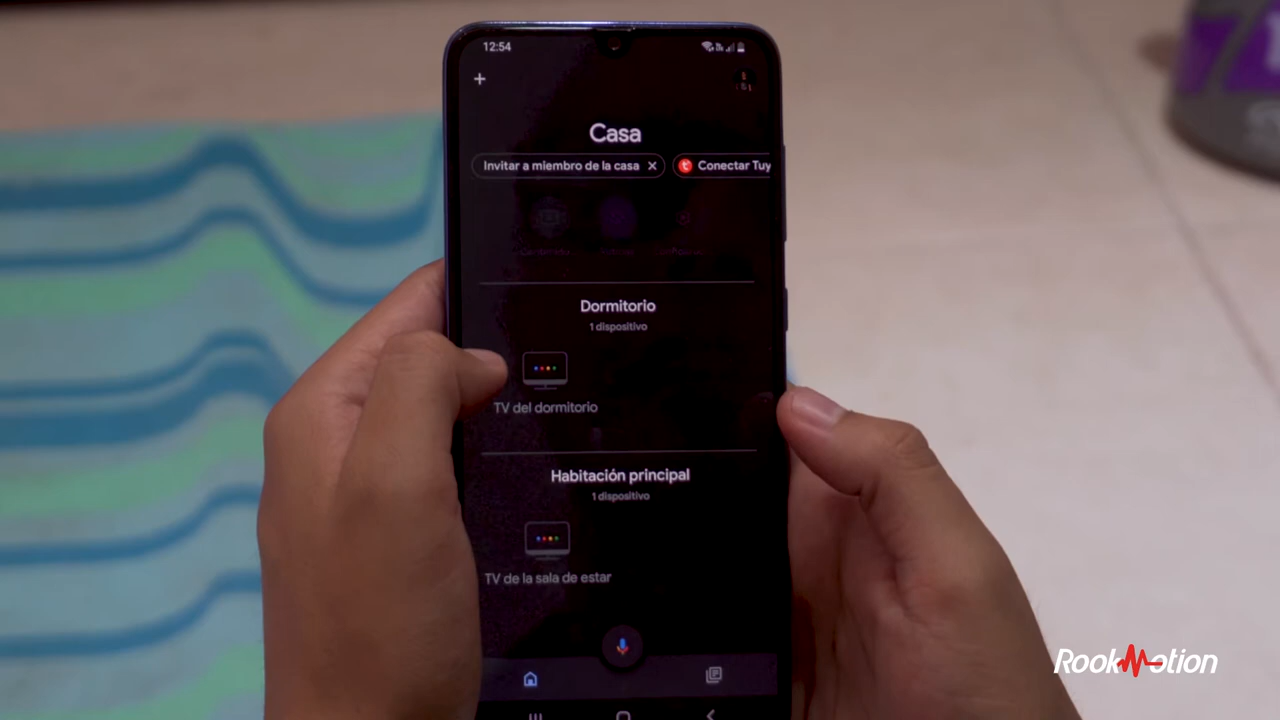 12:54
Casa
Invitar a miembro de la casa
Conectar Tuy
Dormitorio
1 dispositivo
TV del dormitorio
Habitación principal
1 dispositivo
TV de la sala de estar
RookMotion